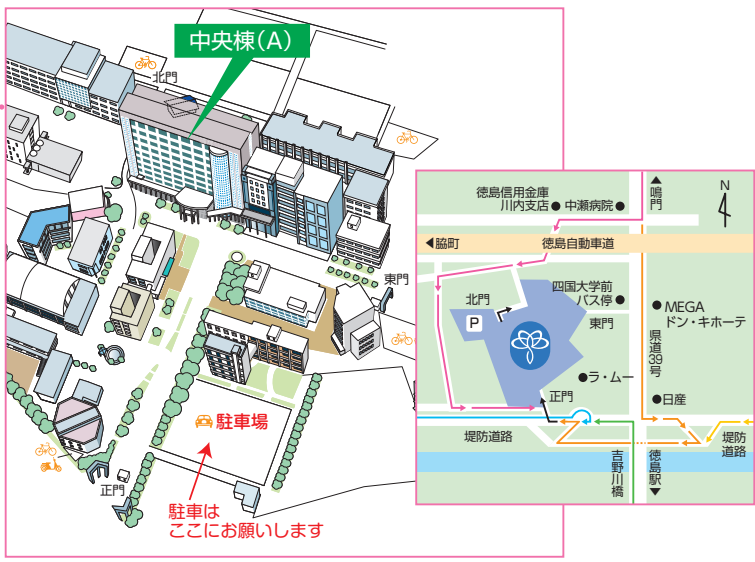 中央棟(A)
北門
東門
駐車場
正門
駐車は
ここにお願いします
徳島信用金庫
川内支店
中瀬病院
鳴門
N
脇町
徳島自動車道
四国大学前
バス停
北門
P
東門
MEGA
ドン・キホーテ
県道39号
ラ・ムー
正門
日産
堤防道路
堤防
道路
吉野川橋
徳島駅